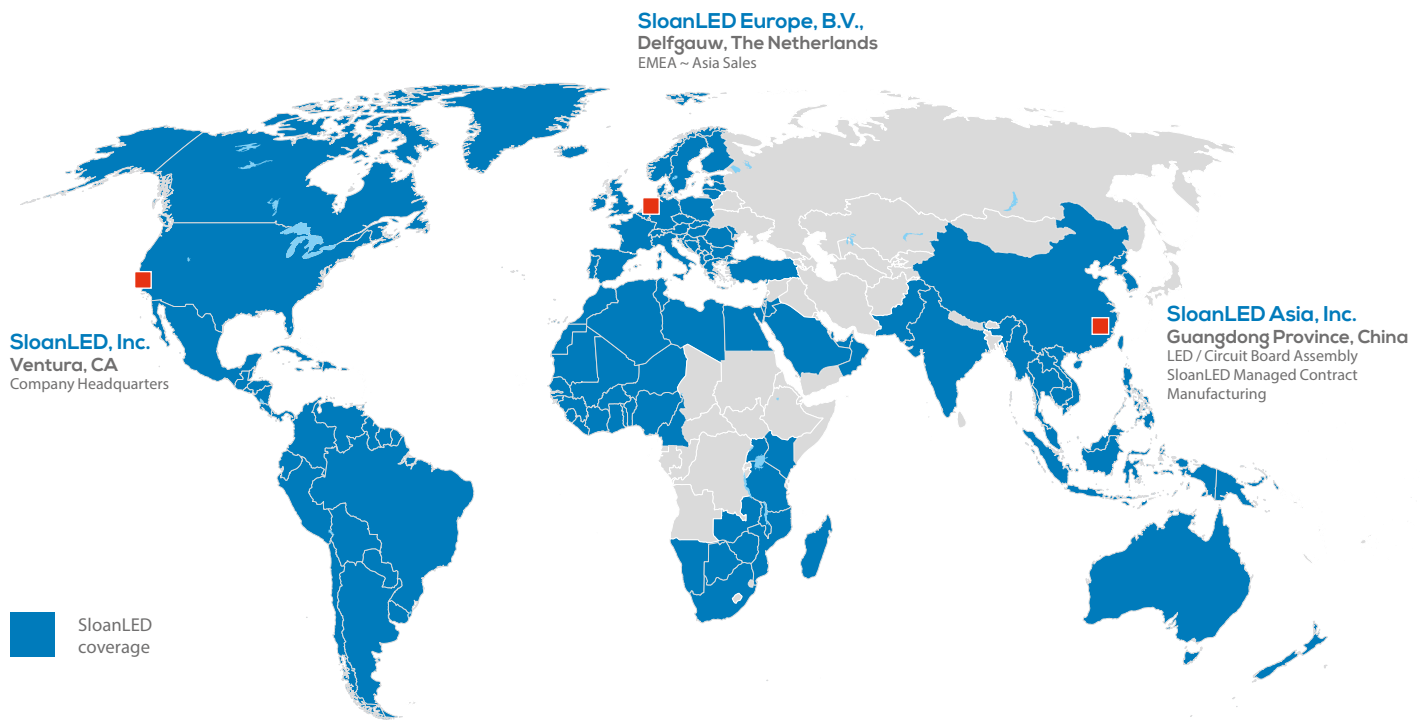 SloanLED Europe, B.V.,
Delfgauw, The Netherlands
EMEA ~ Asia Sales
SloanLED, Inc.
Ventura, CA
Company Headquarters
SloanLED Asia, Inc.
Guangdong Province, China
LED / Circuit Board Assembly
SloanLED Managed Contract
Manufacturing
SloanLED
coverage